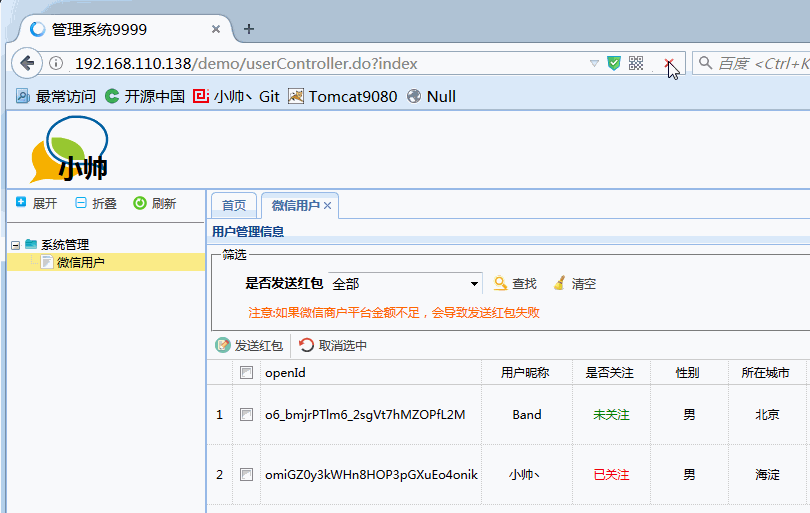 管理系统9999
192.168.110.138/demo/userController.do?index
百度 <Ctrl+K
最常访问 开源中国 小帅丶Git Tomcat9080 Null
小帅
展开 折叠 刷新
首页 微信用户
系统管理
微信用户
用户管理信息
筛选
是否发送红包 全部 查找 清空
注意:如果微信商户平台金额不足，会导致发送红包失败
发送红包 取消选中
openId 用户昵称 是否关注 性别 所在城市
1 o6_bmjrPTlm6_2sgVt7hMZOPfL2M Band 未关注 男 北京
2 omiGZ0y3kWHn8HOP3pGXuEo4onik 小帅丶 已关注 男 海淀